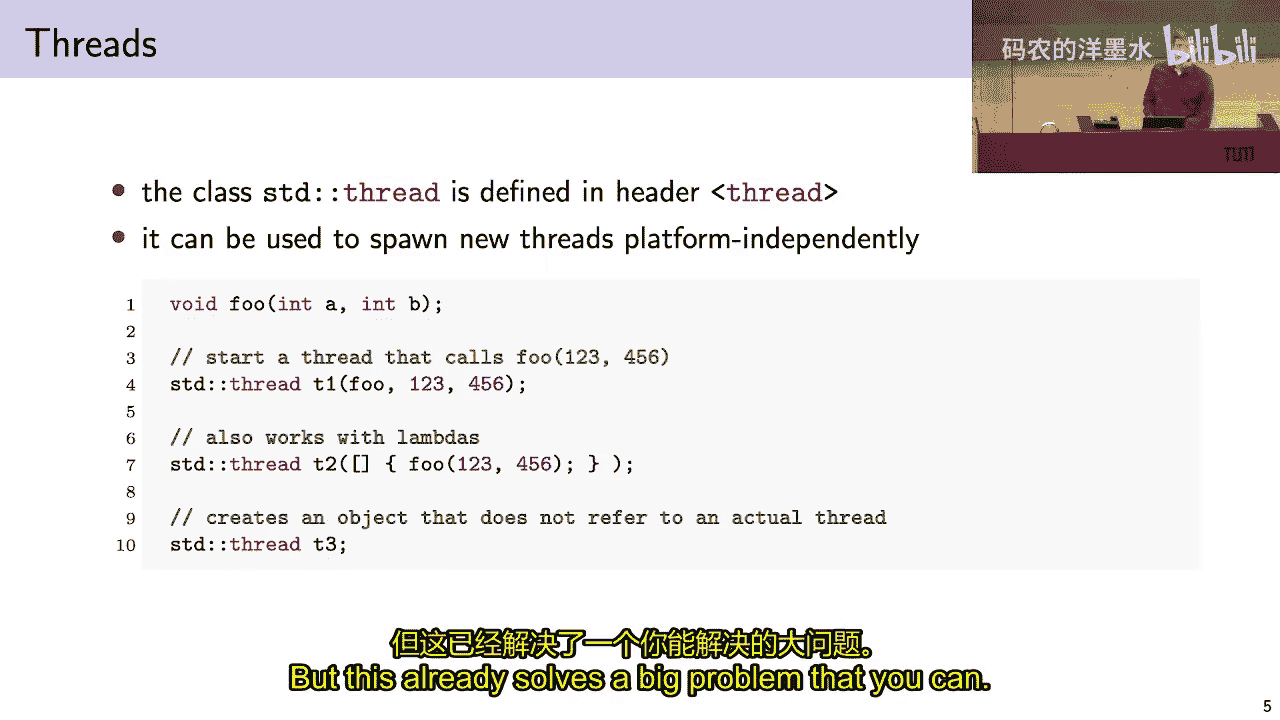 Threads
码农的洋墨水 bilibili
TUM
• the class std::thread is defined in header <thread>
• it can be used to spawn new threads platform-independently
1 void foo(int a, int b);
2
3 // start a thread that calls foo(123, 456)
4 std::thread t1(foo, 123, 456);
5
6 // also works with lambdas
7 std::thread t2([] { foo(123, 456); } );
8
9 // creates an object that does not refer to an actual thread
10 std::thread t3;
但这已经解决了一个你能解决的大问题。
But this already solves a big problem that you can.
5